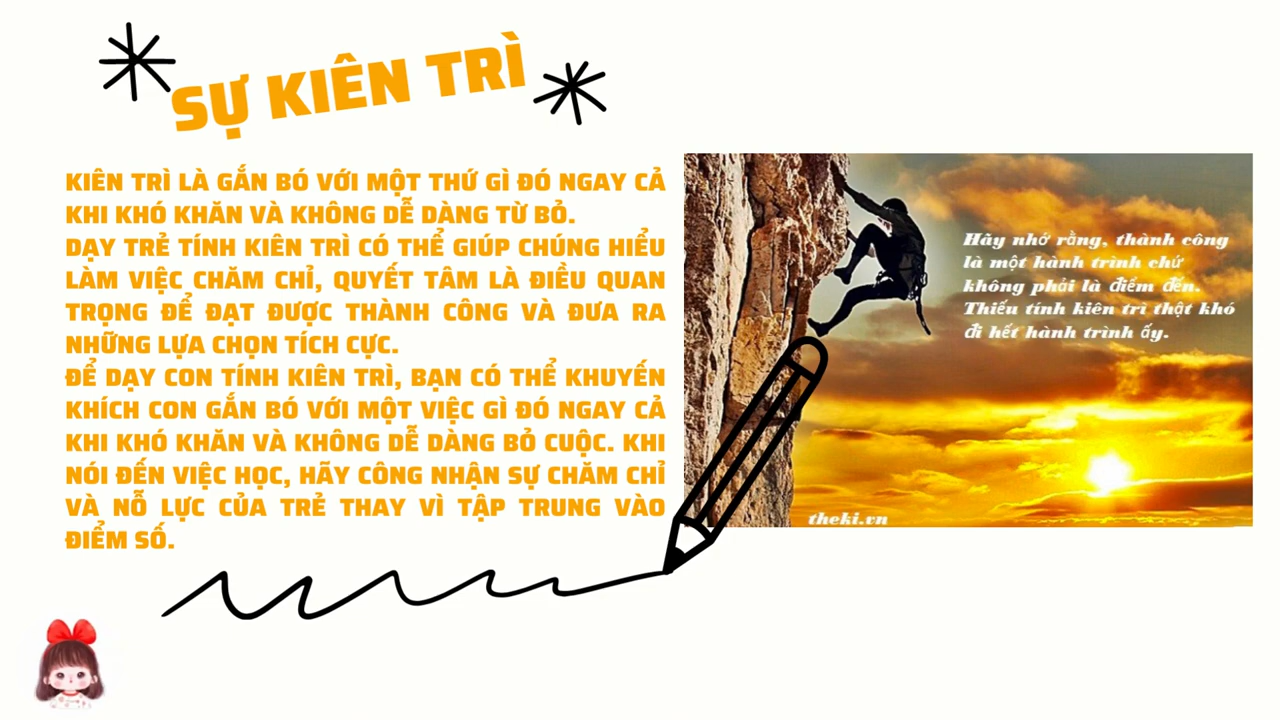 SỰ KIÊN TRÌ
KIÊN TRÌ LÀ GẮN BÓ VỚI MỘT THỨ GÌ ĐÓ NGAY CẢ
KHI KHÓ KHĂN VÀ KHÔNG DỄ DÀNG TỪ BỎ.
DẠY TRẺ TÍNH KIÊN TRÌ CÓ THỂ GIÚP CHÚNG HIỂU
LÀM VIỆC CHĂM CHỈ, QUYẾT TÂM LÀ ĐIỀU QUAN
TRỌNG ĐỂ ĐẠT ĐƯỢC THÀNH CÔNG VÀ ĐƯA RA
NHỮNG LỰA CHỌN TÍCH CỰC.
ĐỂ DẠY CON TÍNH KIÊN TRÌ, BẠN CÓ THỂ KHUYẾN
KHÍCH CON GẮN BÓ VỚI MỘT VIỆC GÌ ĐÓ NGAY CẢ
KHI KHÓ KHĂN VÀ KHÔNG DỄ DÀNG BỎ CUỘC. KHI
NÓI ĐẾN VIỆC HỌC, HÃY CÔNG NHẬN SỰ CHĂM CHỈ
VÀ NỖ LỰC CỦA TRẺ THAY VÌ TẬP TRUNG VÀO
ĐIỂM SỐ.
Hãy nhớ rằng, thành công
là một hành trình chứ
không phải là điểm đến.
Thiếu tính kiên trì thật khó
đi hết hành trình ấy.
theki.vn